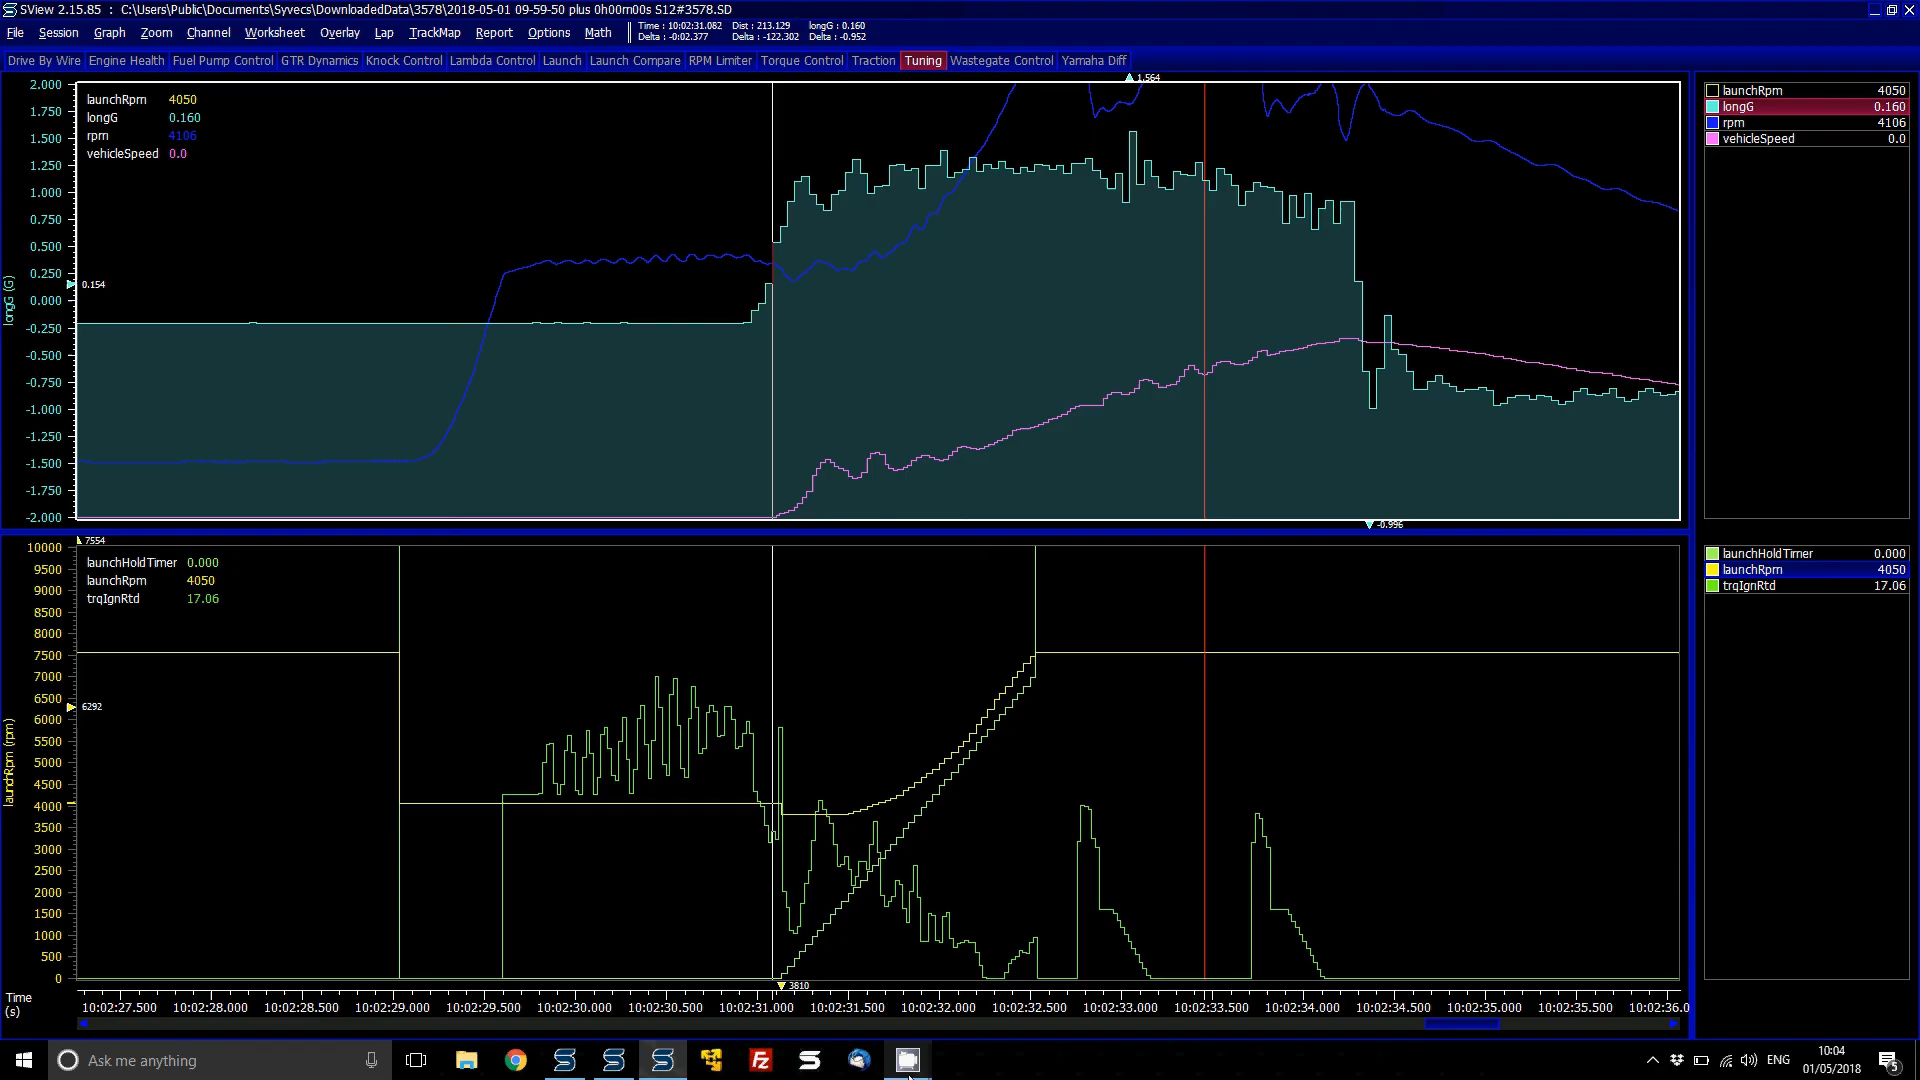 SView 2.15.85 : C:\Users\Public\Documents\Syvecs\DownloadedData\3578\2018-05-01 09-59-50 plus 0h00m00s S12#3578.SD
File Session Graph Zoom Channel Worksheet Overlay Lap TrackMap Report Options Math
Time : 10:02:31.082 Dist : 213.129 longG : 0.160
Delta : -0:02.377 Delta : -122.302 Delta : -0.952
Drive By Wire Engine Health Fuel Pump Control GTR Dynamics Knock Control Lambda Control Launch Launch Compare RPM Limiter Torque Control Traction Tuning Wastegate Control Yamaha Diff
1.564
2.000
1.750
1.500
1.250
1.000
0.750
0.500
0.250
0.000
-0.250
-0.500
-0.750
-1.000
-1.250
-1.500
-1.750
-2.000
longG (G)
launchRpm 4050
longG 0.160
rpm 4106
vehicleSpeed 0.0
0.154
-0.996
launchRpm 4050
longG 0.160
rpm 4106
vehicleSpeed 0.0
7554
10000
9500
9000
8500
8000
7500
7000
6500
6000
5500
5000
4500
4000
3500
3000
2500
2000
1500
1000
500
0
launchRpm (rpm)
launchHoldTimer 0.000
launchRpm 4050
trqIgnRtd 17.06
6292
3810
launchHoldTimer 0.000
launchRpm 4050
trqIgnRtd 17.06
Time
(s)
10:02:27.500 10:02:28.000 10:02:28.500 10:02:29.000 10:02:29.500 10:02:30.000 10:02:30.500 10:02:31.000 10:02:31.500 10:02:32.000 10:02:32.500 10:02:33.000 10:02:33.500 10:02:34.000 10:02:34.500 10:02:35.000 10:02:35.500 10:02:36.0
Ask me anything
Fz
ENG
10:04
01/05/2018
5